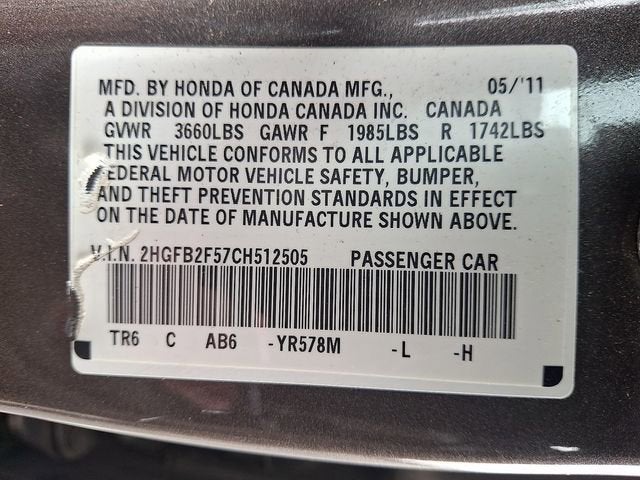 MFD. BY HONDA OF CANADA MFG., 05/'11
A DIVISION OF HONDA CANADA INC. CANADA
GVWR 3660LBS GAWR F 1985LBS R 1742LBS
THIS VEHICLE CONFORMS TO ALL APPLICABLE
FEDERAL MOTOR VEHICLE SAFETY, BUMPER,
AND THEFT PREVENTION STANDARDS IN EFFECT
ON THE DATE OF MANUFACTURE SHOWN ABOVE.
V.I.N. 2HGFB2F57CH512505 PASSENGER CAR
TR6 C AB6 -YR578M -L -H